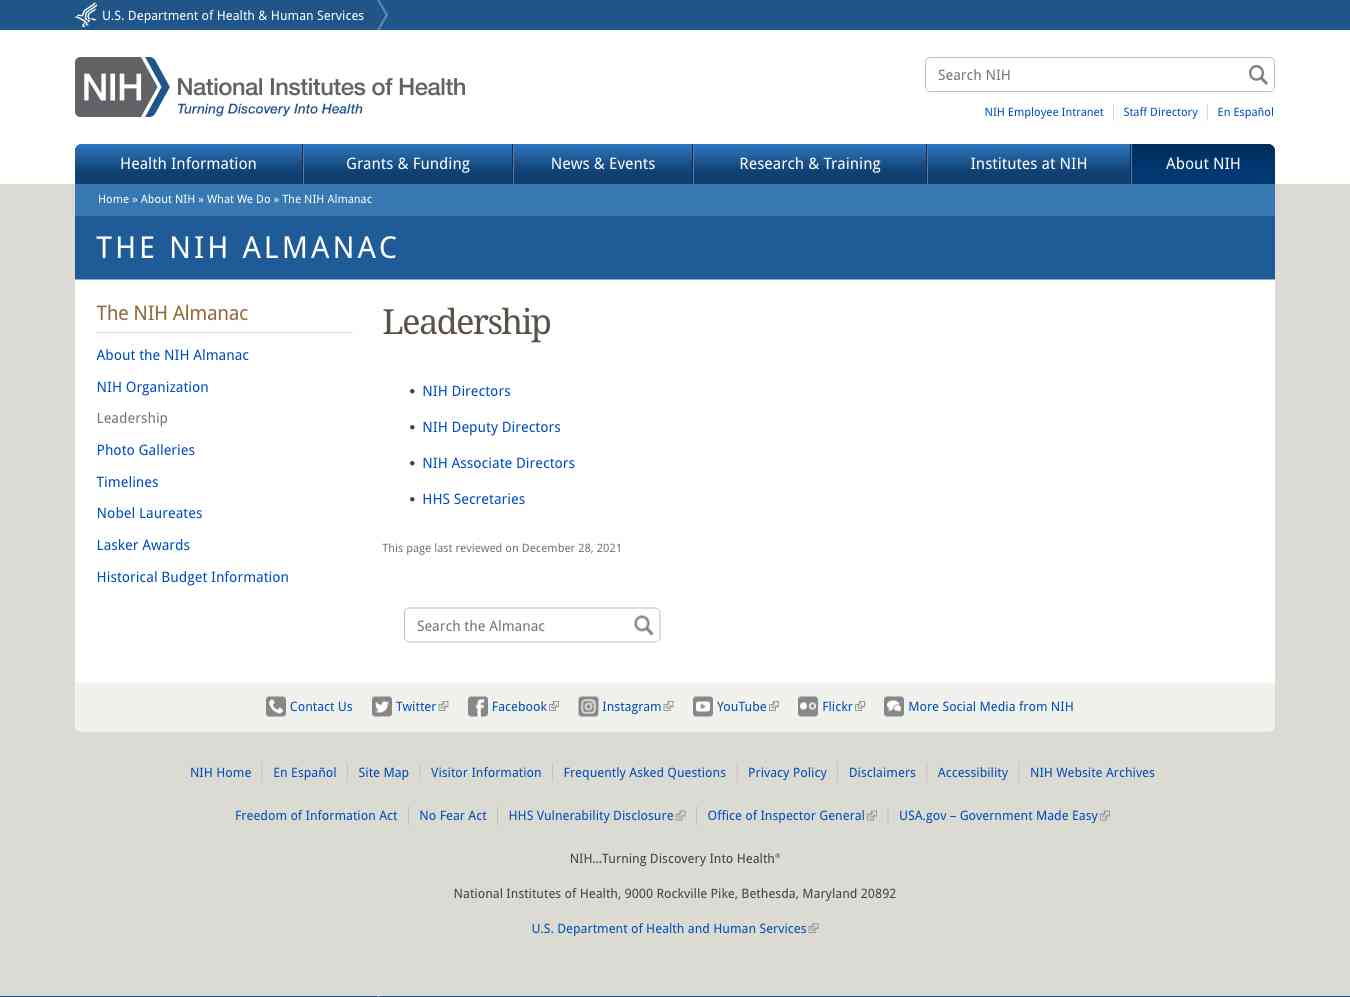 U.S. Department of Health & Human Services
NIH National Institutes of Health
Turning Discovery Into Health
Search NIH
NIH Employee Intranet Staff Directory En Español
Health Information Grants & Funding News & Events Research & Training Institutes at NIH About NIH
Home » About NIH » What We Do » The NIH Almanac
THE NIH ALMANAC
The NIH Almanac
About the NIH Almanac
NIH Organization
Leadership
Photo Galleries
Timelines
Nobel Laureates
Lasker Awards
Historical Budget Information
Leadership
• NIH Directors
• NIH Deputy Directors
• NIH Associate Directors
• HHS Secretaries
This page last reviewed on December 28, 2021
Search the Almanac
Contact Us Twitter Facebook Instagram YouTube Flickr More Social Media from NIH
NIH Home En Español Site Map Visitor Information Frequently Asked Questions Privacy Policy Disclaimers Accessibility NIH Website Archives
Freedom of Information Act No Fear Act HHS Vulnerability Disclosure Office of Inspector General USA.gov – Government Made Easy
NIH…Turning Discovery Into Health®
National Institutes of Health, 9000 Rockville Pike, Bethesda, Maryland 20892
U.S. Department of Health and Human Services